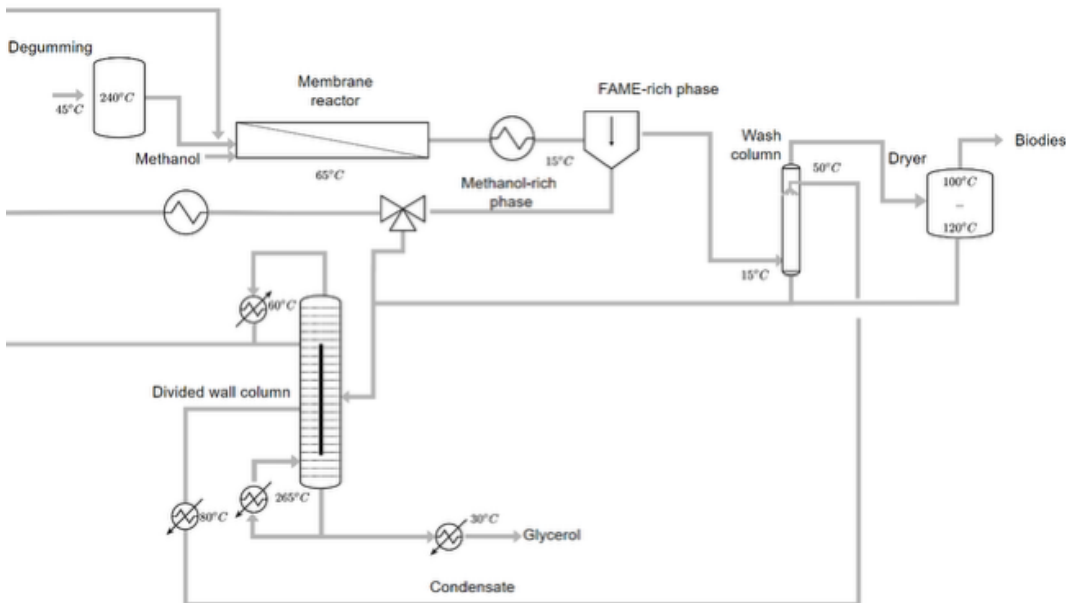 Degumming
45°C
240°C
Methanol
Membrane
reactor
65°C
15°C
FAME-rich phase
Methanol-rich
phase
Wash
column
50°C
15°C
Dryer
100°C
–
120°C
Biodies
60°C
Divided wall column
265°C
80°C
30°C
Glycerol
Condensate